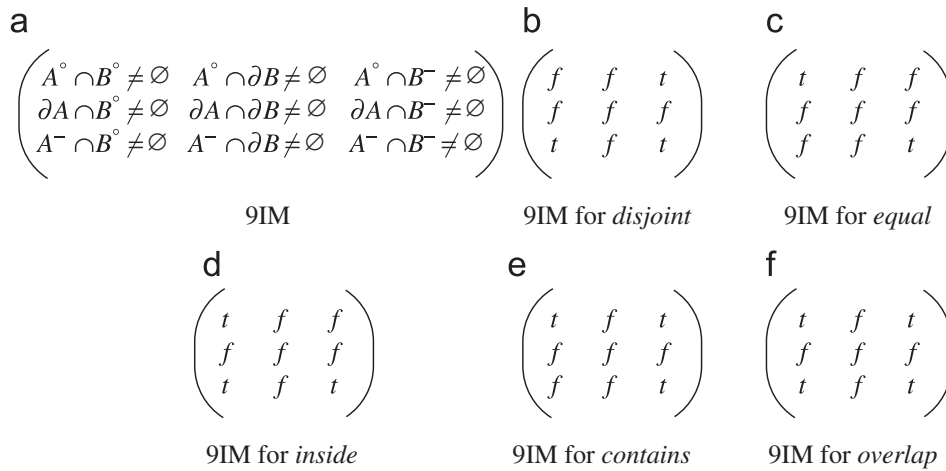 a
b
c
A° ∩B° ≠ ∅ A° ∩∂B ≠ ∅ A° ∩B⁻ ≠ ∅
∂A ∩B° ≠ ∅ ∂A ∩∂B ≠ ∅ ∂A ∩B⁻ ≠ ∅
A⁻ ∩B° ≠ ∅ A⁻ ∩∂B ≠ ∅ A⁻ ∩B⁻ ≠ ∅
9IM
f f t
f f f
t f t
9IM for disjoint
t f f
f f f
f f t
9IM for equal
d
t f f
f f f
t f t
9IM for inside
e
t f t
f f f
f f t
9IM for contains
f
t f t
f f f
t f t
9IM for overlap